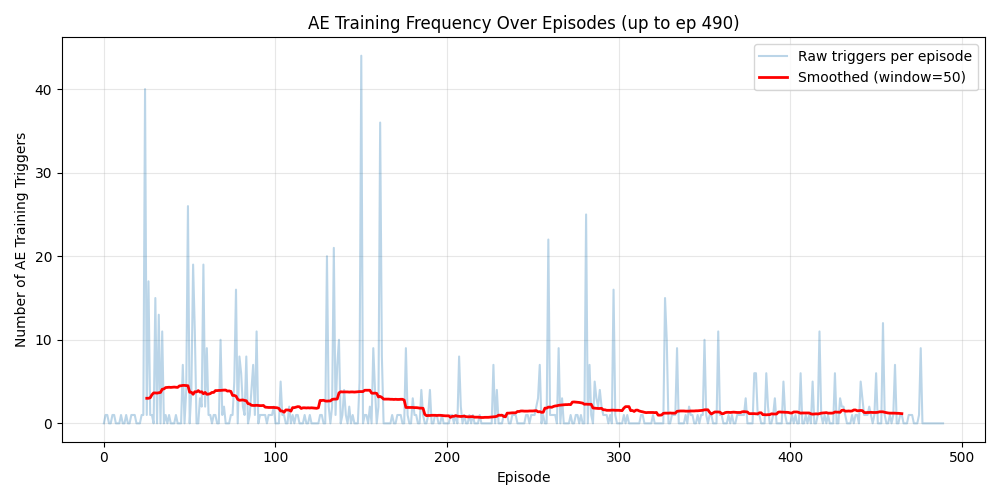 AE Training Frequency Over Episodes (up to ep 490)
Raw triggers per episode
Smoothed (window=50)
Number of AE Training Triggers
40
30
20
10
0
0 100 200 300 400 500
Episode